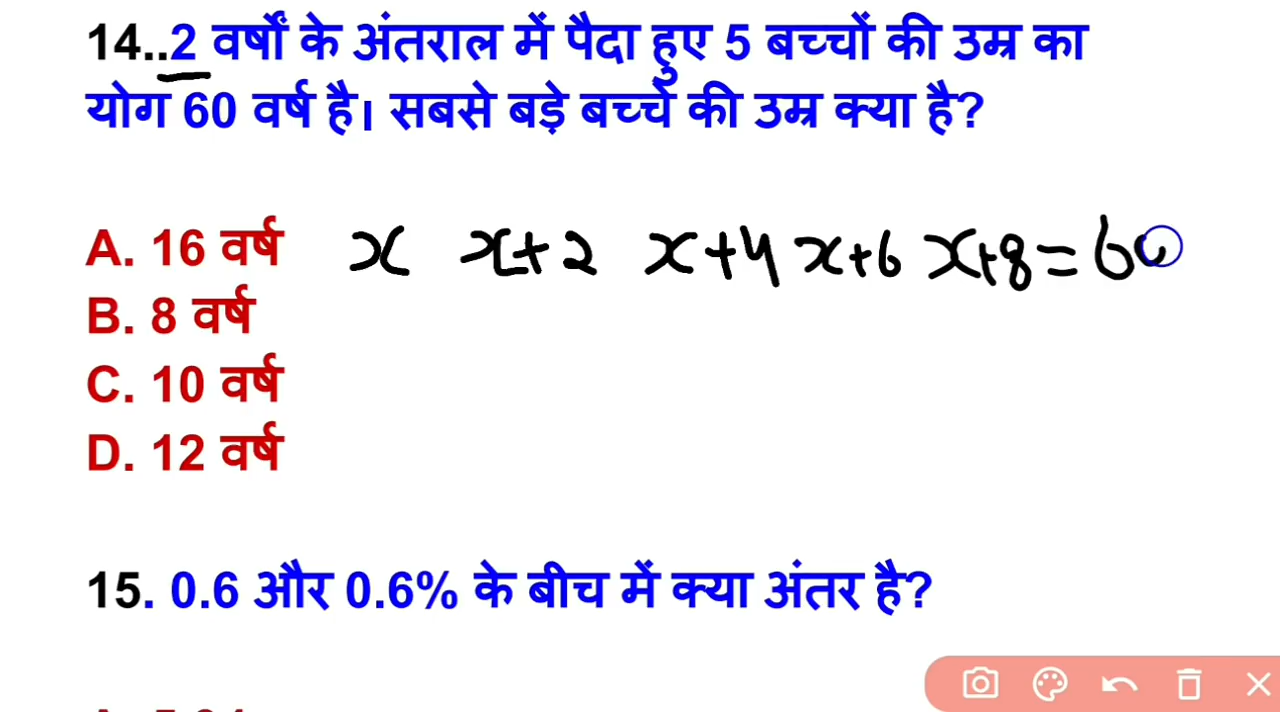 14..2 वर्षों के अंतराल में पैदा हुए 5 बच्चों की उम्र का
योग 60 वर्ष है। सबसे बड़े बच्चे की उम्र क्या है?
A. 16 वर्ष
x x+2 x+4 x+6 x+8=60
B. 8 वर्ष
C. 10 वर्ष
D. 12 वर्ष
15. 0.6 और 0.6% के बीच में क्या अंतर है?